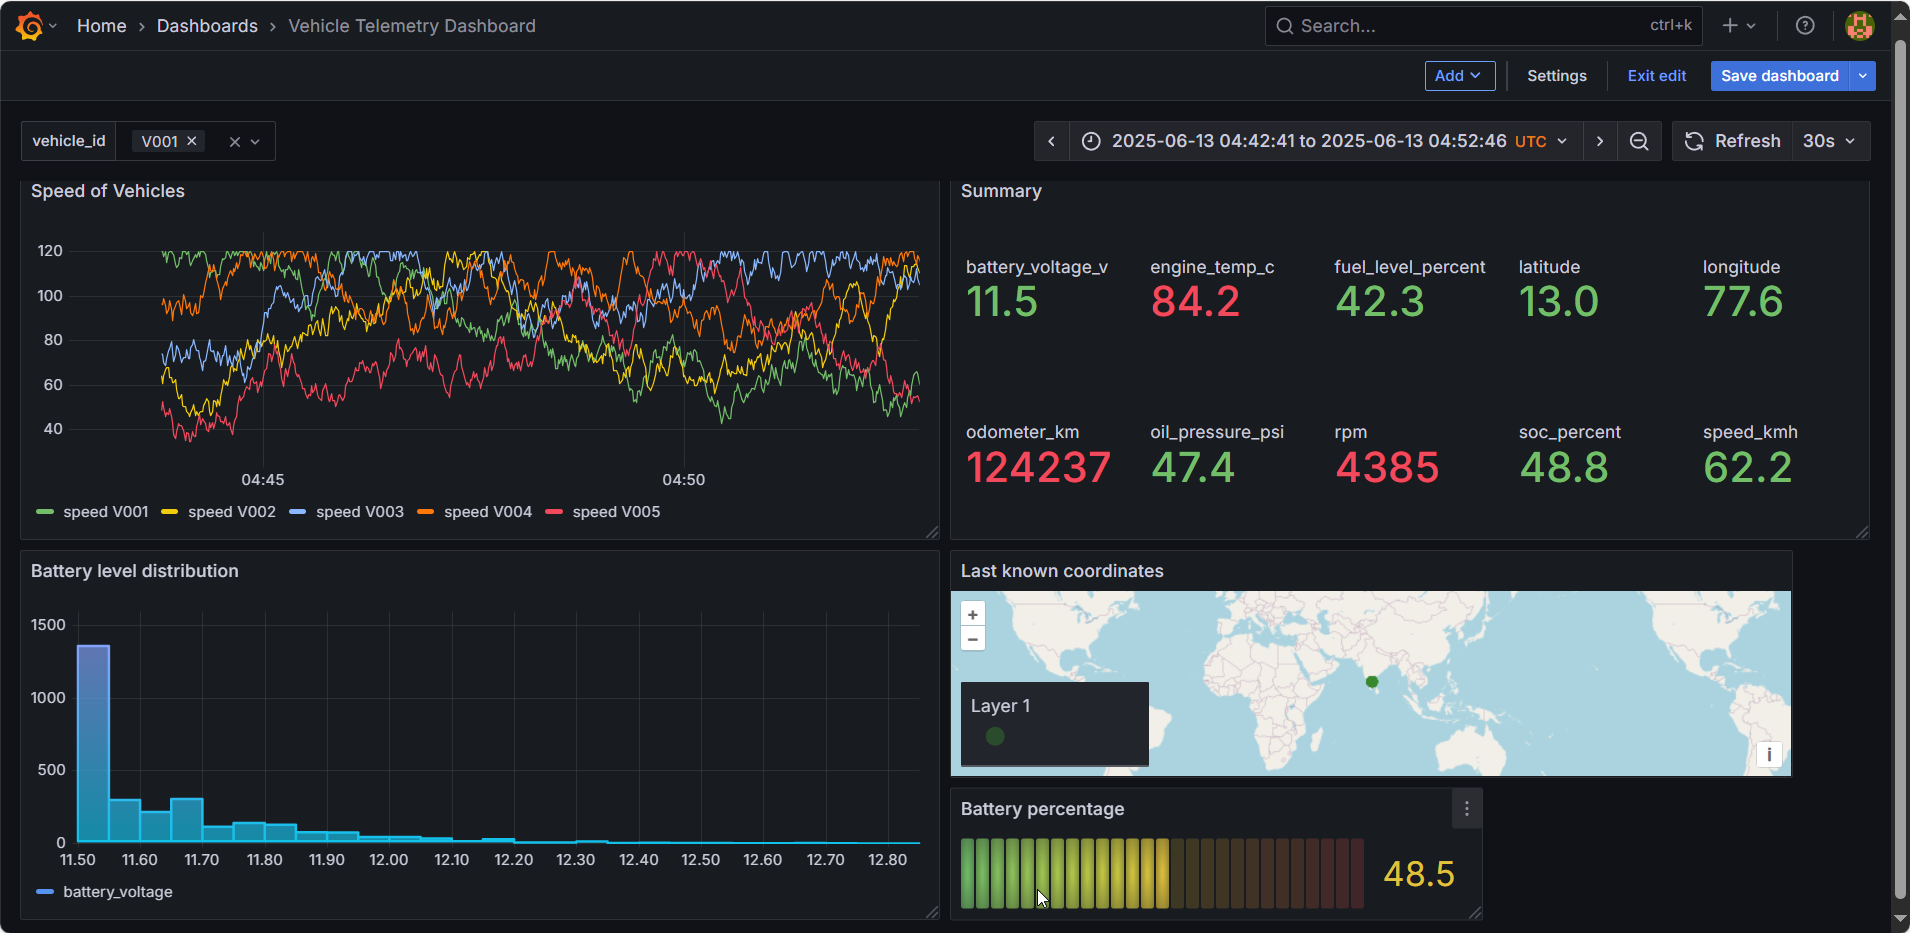 Home > Dashboards > Vehicle Telemetry Dashboard
Search... ctrl+k
Add Settings Exit edit Save dashboard
vehicle_id V001
2025-06-13 04:42:41 to 2025-06-13 04:52:46 UTC
Refresh 30s
Speed of Vehicles
120
100
80
60
40
04:45 04:50
speed V001 speed V002 speed V003 speed V004 speed V005
Summary
battery_voltage_v engine_temp_c fuel_level_percent latitude longitude
11.5 84.2 42.3 13.0 77.6
odometer_km oil_pressure_psi rpm soc_percent speed_kmh
124237 47.4 4385 48.8 62.2
Battery level distribution
1500
1000
500
0
11.50 11.60 11.70 11.80 11.90 12.00 12.10 12.20 12.30 12.40 12.50 12.60 12.70 12.80
battery_voltage
Last known coordinates
+
−
Layer 1
i
Battery percentage
48.5